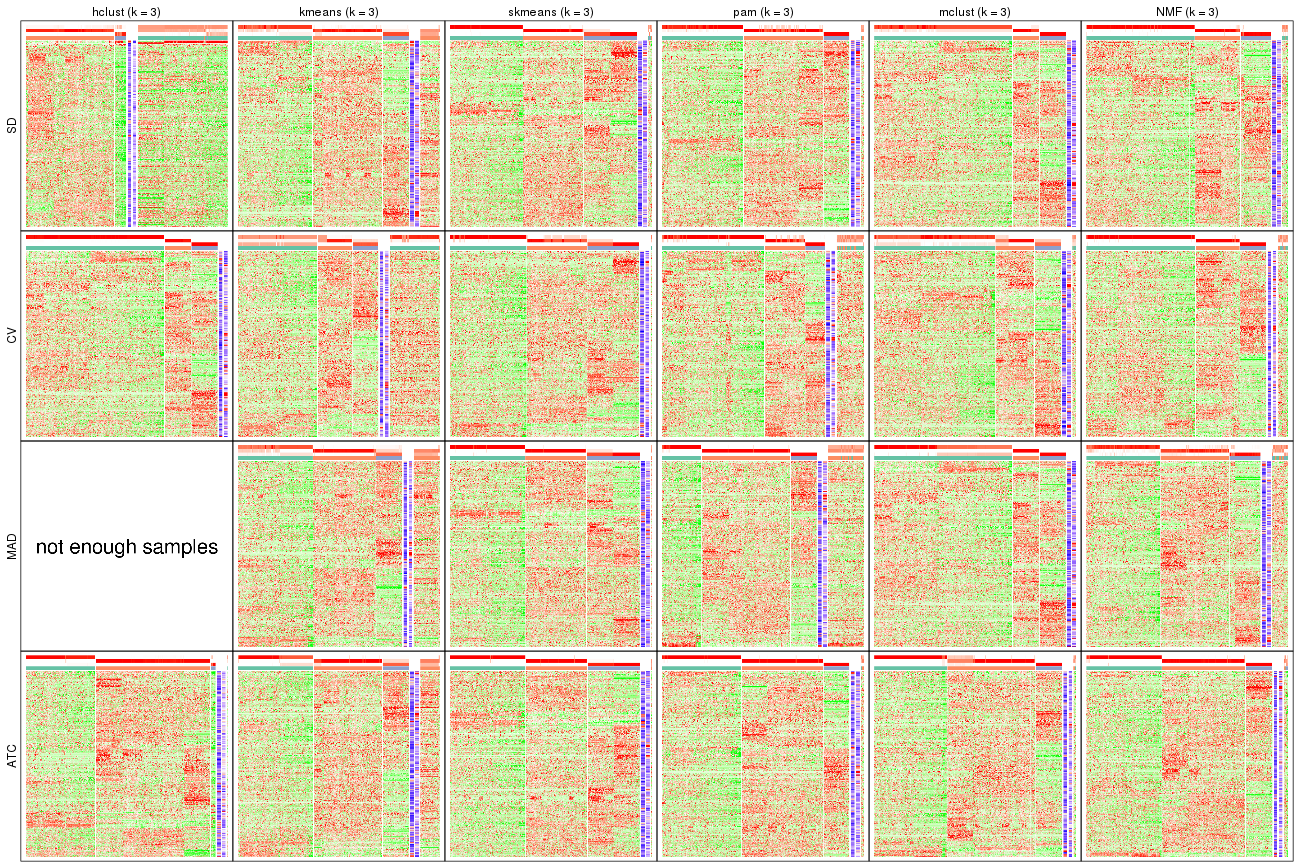 hclust (k = 3) kmeans (k = 3) skmeans (k = 3) pam (k = 3) mclust (k = 3) NMF (k = 3)
SD
CV
MAD
not enough samples
ATC